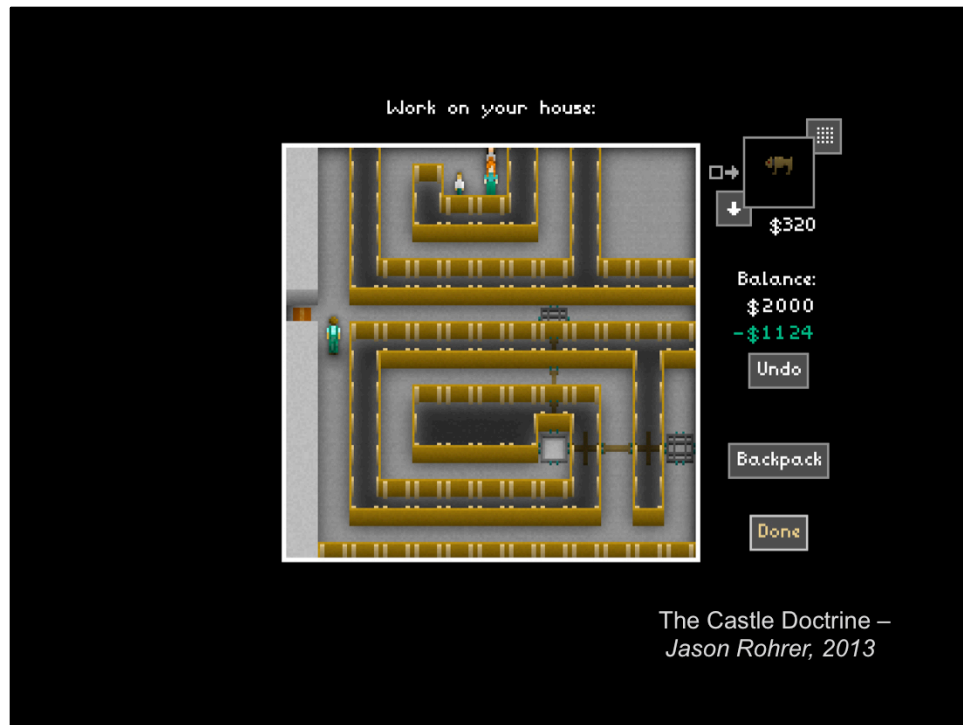 Work on your house:
$320
Balance:
$2000
-$1124
Undo
Backpack
Done
The Castle Doctrine –
Jason Rohrer, 2013